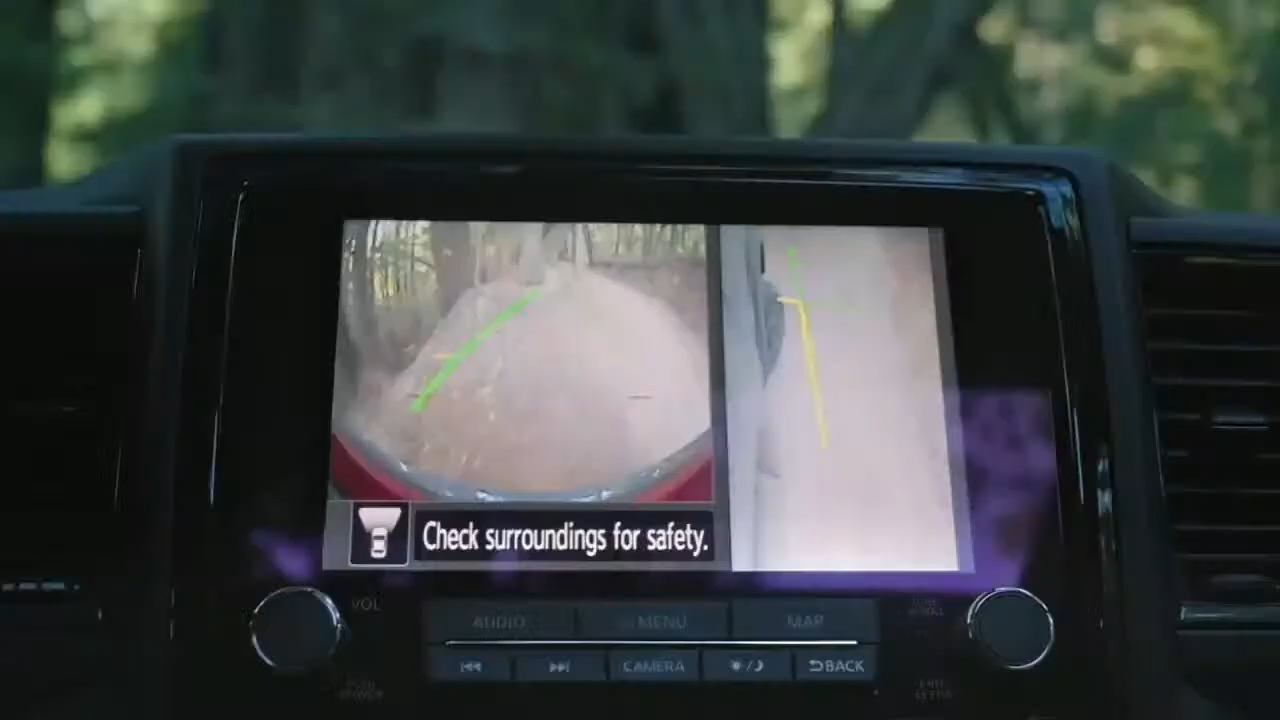 Check surroundings for safety.
VOL
AUDIO
MENU
MAP
CAMERA
BACK